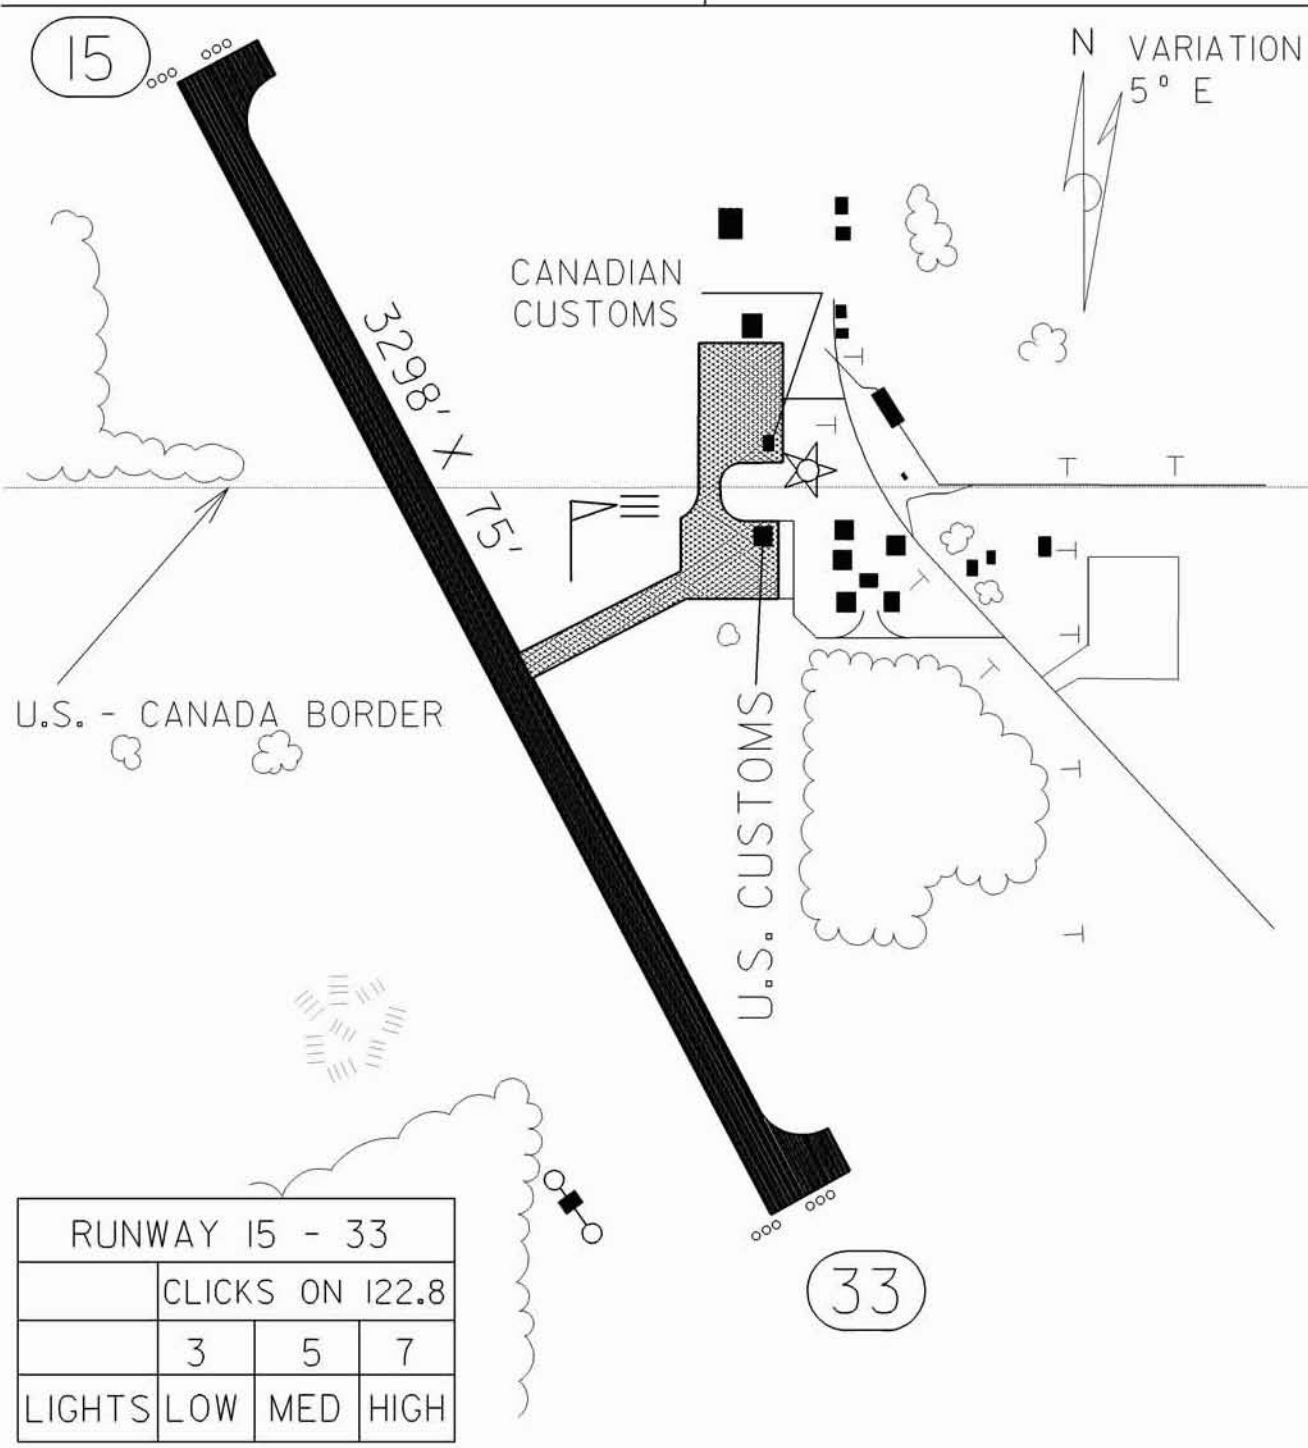 15
N VARIATION
5° E
CANADIAN
CUSTOMS
3298' X 75'
U.S. - CANADA BORDER
U.S. CUSTOMS
33
RUNWAY 15 - 33
CLICKS ON 122.8
3 5 7
LIGHTS LOW MED HIGH